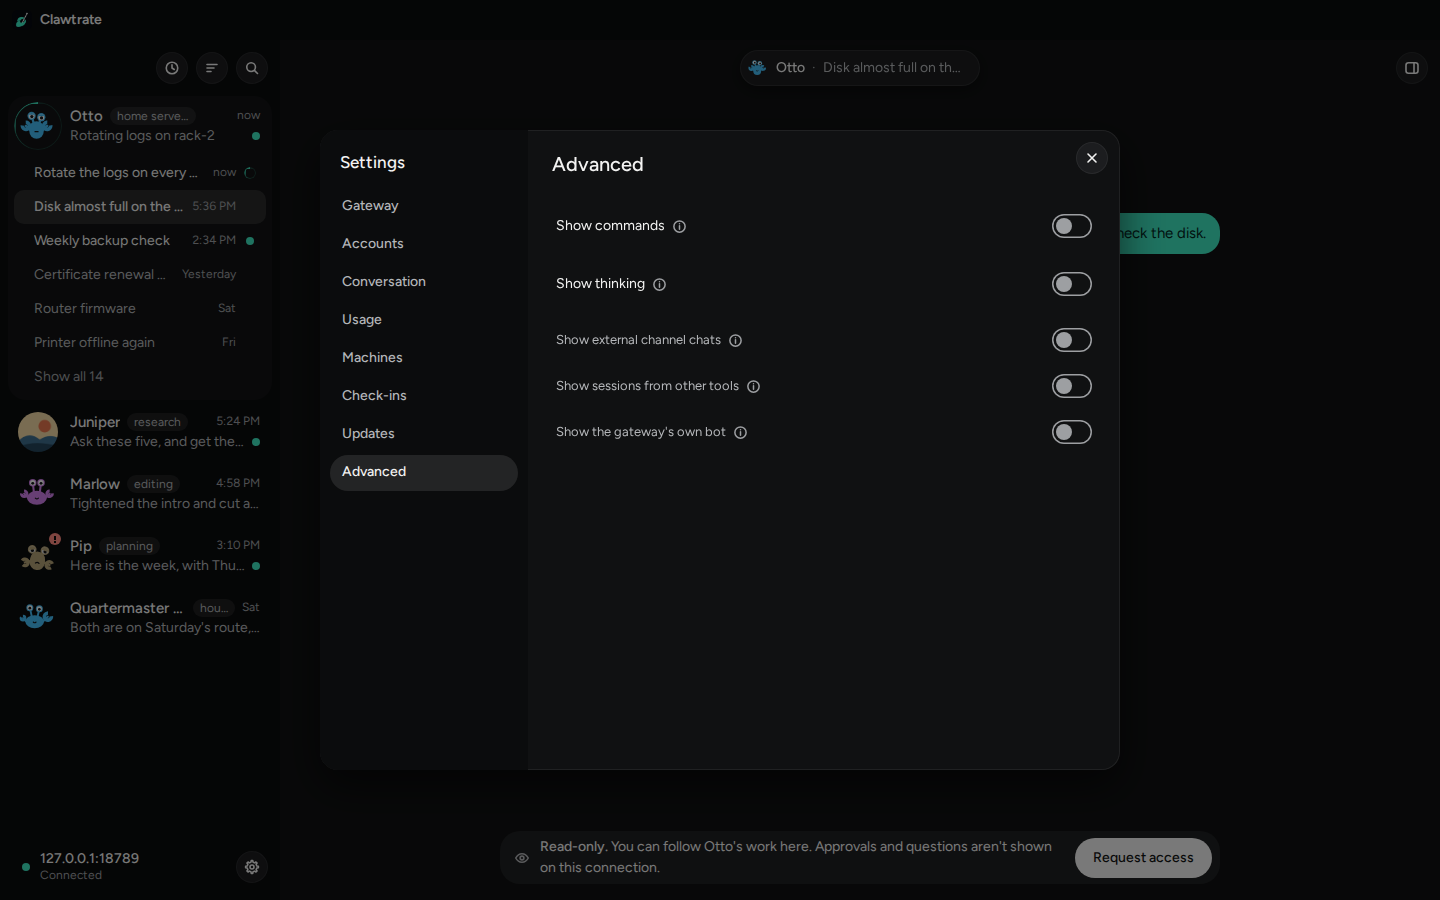 Clawtrate
Otto · Disk almost full on th...
Otto home serve... now
Rotating logs on rack-2
Rotate the logs on every ... now
Disk almost full on the ... 5:36 PM
Weekly backup check 2:34 PM
Certificate renewal ... Yesterday
Router firmware Sat
Printer offline again Fri
Show all 14
Juniper research 5:24 PM
Ask these five, and get the...
Marlow editing 4:58 PM
Tightened the intro and cut a...
Pip planning 3:10 PM
Here is the week, with Thu...
Quartermaster ... hou... Sat
Both are on Saturday's route,...
127.0.0.1:18789
Connected
Settings
Gateway
Accounts
Conversation
Usage
Machines
Check-ins
Updates
Advanced
Advanced
Show commands
Show thinking
Show external channel chats
Show sessions from other tools
Show the gateway's own bot
the disk.
Read-only. You can follow Otto's work here. Approvals and questions aren't shown
on this connection.
Request access